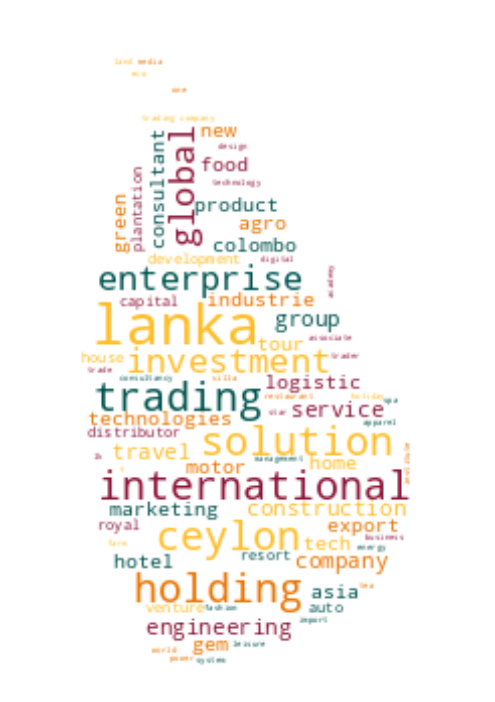 land media
eco
one
trading company
new
design
consultant
global
food
technology
plantation
green
product
agro
colombo
development digital
enterprise
academy
capital industrie
lanka
group
associate
tour
house investment trader
trade
consultancy villa logistic
trading
restaurant holiday
spa
star service
technologies
apparel
distributor
solution
travel
management
lk
motor home
institute
international
marketing construction
royal export
ceylon
business
farm tech energy
hotel resort company
holding
tea
asia
venture fashion auto
engineering import
gem leisure
world
power system